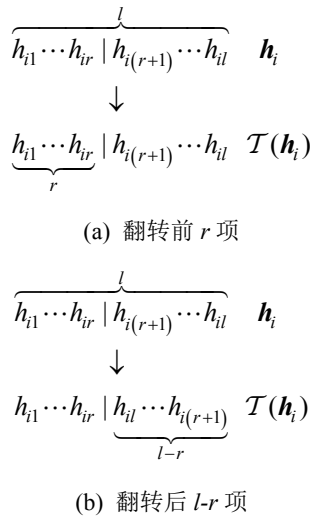 l
h_{i1} ⋯ h_{ir} | h_{i(r+1)} ⋯ h_{il} h_i
↓
h_{i1} ⋯ h_{ir} | h_{i(r+1)} ⋯ h_{il} 𝒯(h_i)
r
(a) 翻转前 r 项
l
h_{i1} ⋯ h_{ir} | h_{i(r+1)} ⋯ h_{il} h_i
↓
h_{i1} ⋯ h_{ir} | h_{il} ⋯ h_{i(r+1)} 𝒯(h_i)
l−r
(b) 翻转后 l-r 项